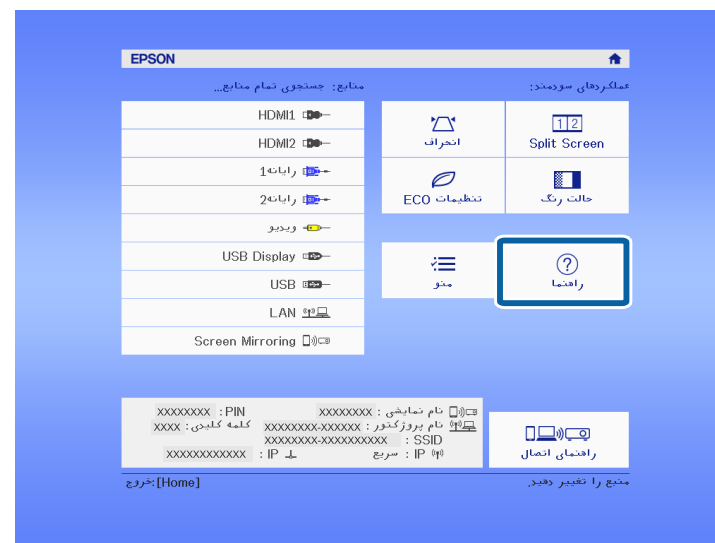 EPSON
عملکردهای سودمند:
منابع: جستجوی تمام منابع...
1 2
Split Screen
انحراف
حالت رنگ
تنظیمات ECO
راهنما
منو
HDMI1
HDMI2
رایانه1
رایانه2
ویدیو
USB Display
USB
LAN
Screen Mirroring
نام نمایشی : XXXXXXXX PIN : XXXXXXXX
نام پروژکتور : XXXXXXXX-XXXXXX کلمه کلیدی: XXXX
SSID : XXXXXXXX-XXXXXXXXXX
IP : سریع IP : XXXXXXXXXXXX
راهنمای اتصال
منبع را تغییر دهید.
[Home]:خروج